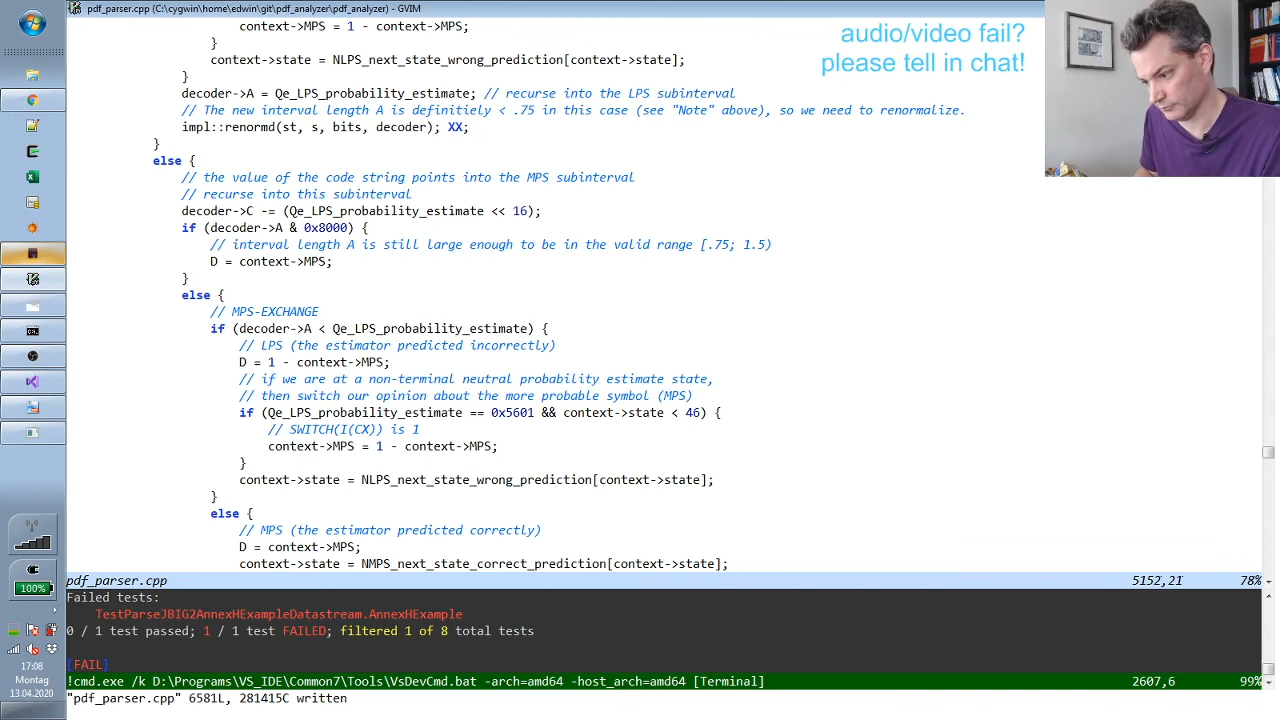 pdf_parser.cpp (C:\cygwin\home\edwin\git\pdf_analyzer\pdf_analyzer) - GVIM
audio/video fail?
please tell in chat!
context->MPS = 1 - context->MPS;
}
context->state = NLPS_next_state_wrong_prediction[context->state];
}
decoder->A = Qe_LPS_probability_estimate; // recurse into the LPS subinterval
// The new interval length A is definitiely < .75 in this case (see "Note" above), so we need to renormalize.
impl::renormd(st, s, bits, decoder); XX;
}
else {
// the value of the code string points into the MPS subinterval
// recurse into this subinterval
decoder->C -= (Qe_LPS_probability_estimate << 16);
if (decoder->A & 0x8000) {
// interval length A is still large enough to be in the valid range [.75; 1.5)
D = context->MPS;
}
else {
// MPS-EXCHANGE
if (decoder->A < Qe_LPS_probability_estimate) {
// LPS (the estimator predicted incorrectly)
D = 1 - context->MPS;
// if we are at a non-terminal neutral probability estimate state,
// then switch our opinion about the more probable symbol (MPS)
if (Qe_LPS_probability_estimate == 0x5601 && context->state < 46) {
// SWITCH(I(CX)) is 1
context->MPS = 1 - context->MPS;
}
context->state = NLPS_next_state_wrong_prediction[context->state];
}
else {
// MPS (the estimator predicted correctly)
D = context->MPS;
context->state = NMPS_next_state_correct_prediction[context->state];
pdf_parser.cpp 5152,21 78%
Failed tests:
TestParseJBIG2AnnexHExampleDatastream.AnnexHExample
0 / 1 test passed; 1 / 1 test FAILED; filtered 1 of 8 total tests
[FAIL]
!cmd.exe /k D:\Programs\VS_IDE\Common7\Tools\VsDevCmd.bat -arch=amd64 -host_arch=amd64 [Terminal] 2607,6 99%
"pdf_parser.cpp" 6581L, 281415C written
100%
17:08
Montag
13.04.2020